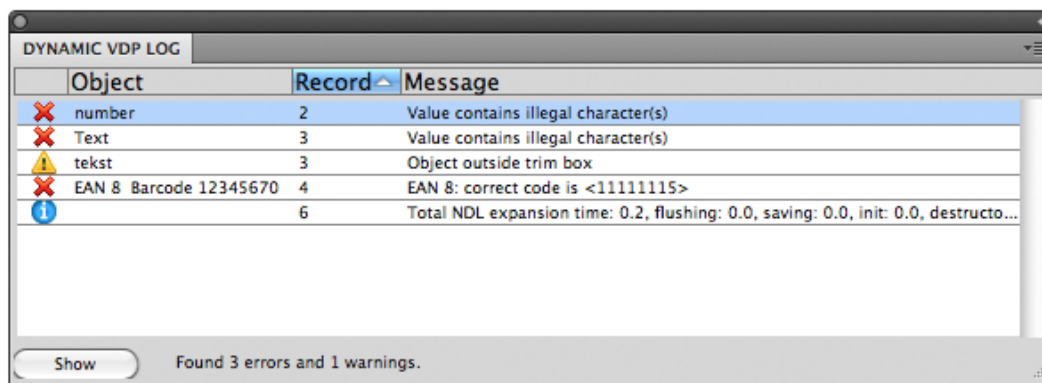 DYNAMIC VDP LOG
Object Record Message
number 2 Value contains illegal character(s)
Text 3 Value contains illegal character(s)
tekst 3 Object outside trim box
EAN 8 Barcode 12345670 4 EAN 8: correct code is <11111115>
6 Total NDL expansion time: 0.2, flushing: 0.0, saving: 0.0, init: 0.0, destructo...
Show Found 3 errors and 1 warnings.